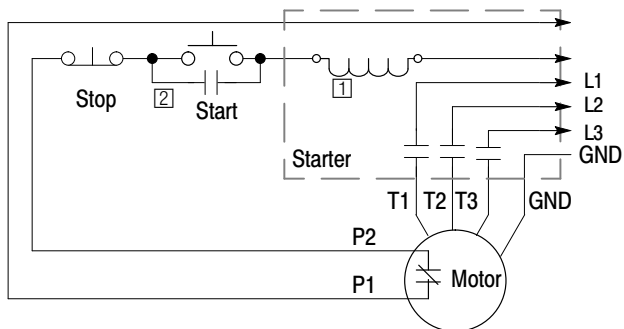 L1
L2
L3
GND
Stop
2
Start
1
Starter
T1 T2 T3 GND
P2
P1
Motor